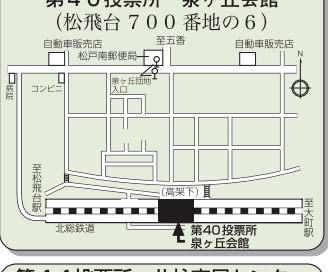 第４０投票所　泉ヶ丘会館
（松飛台７００番地の６）
自動車販売店
至五香
自動車販売店
松戸南郵便局
N
病院
コンビニ
泉ヶ丘団地
入口
至松飛台駅
（高架下）
至大町駅
北総鉄道
第40投票所
泉ヶ丘会館